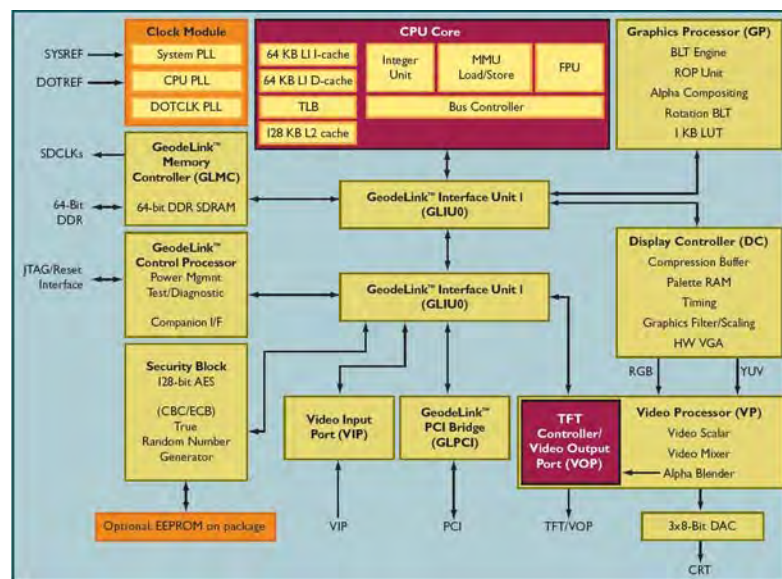 Clock Module
System PLL
CPU PLL
DOTCLK PLL
SYSREF
DOTREF
CPU Core
64 KB LI I-cache
64 KB LI D-cache
TLB
128 KB L2 cache
Integer
Unit
MMU
Load/Store
FPU
Bus Controller
Graphics Processor (GP)
BLT Engine
ROP Unit
Alpha Compositing
Rotation BLT
1 KB LUT
SDCLKs
64-Bit
DDR
GeodeLink™
Memory
Controller (GLMC)
64-bit DDR SDRAM
GeodeLink™ Interface Unit I
(GLIU0)
JTAG/Reset
Interface
GeodeLink™
Control Processor
Power Mgmnt
Test/Diagnostic
Companion I/F
GeodeLink™ Interface Unit I
(GLIU0)
Display Controller (DC)
Compression Buffer
Palette RAM
Timing
Graphics Filter/Scaling
HW VGA
RGB
YUV
Security Block
128-bit AES
(CBC/ECB)
True
Random Number
Generator
Video Input
Port (VIP)
GeodeLink™
PCI Bridge
(GLPCI)
TFT
Controller/
Video Output
Port (VOP)
Video Processor (VP)
Video Scalar
Video Mixer
Alpha Blender
Optional: EEPROM on package
VIP
PCI
TFT/VOP
3x8-Bit DAC
CRT